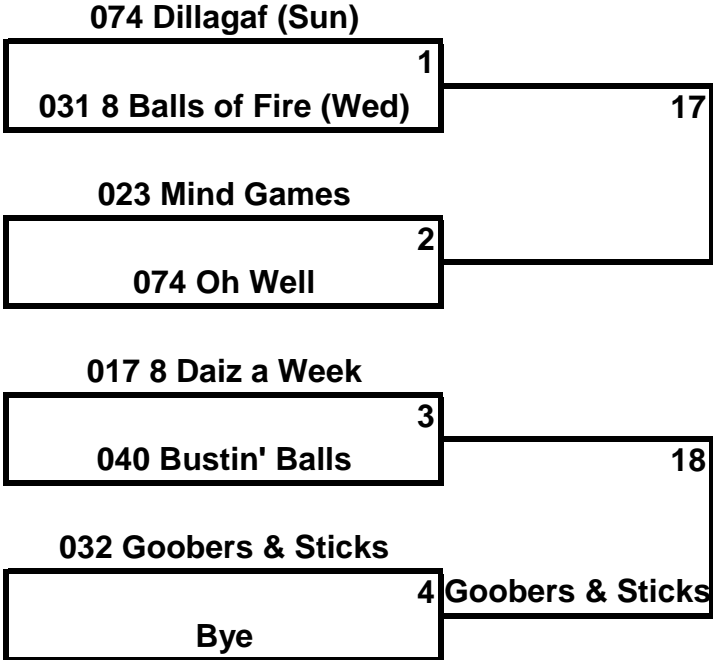 074 Dillagaf (Sun)
1
031 8 Balls of Fire (Wed)
17
023 Mind Games
2
074 Oh Well
017 8 Daiz a Week
3
040 Bustin' Balls
18
032 Goobers & Sticks
4
Goobers & Sticks
Bye